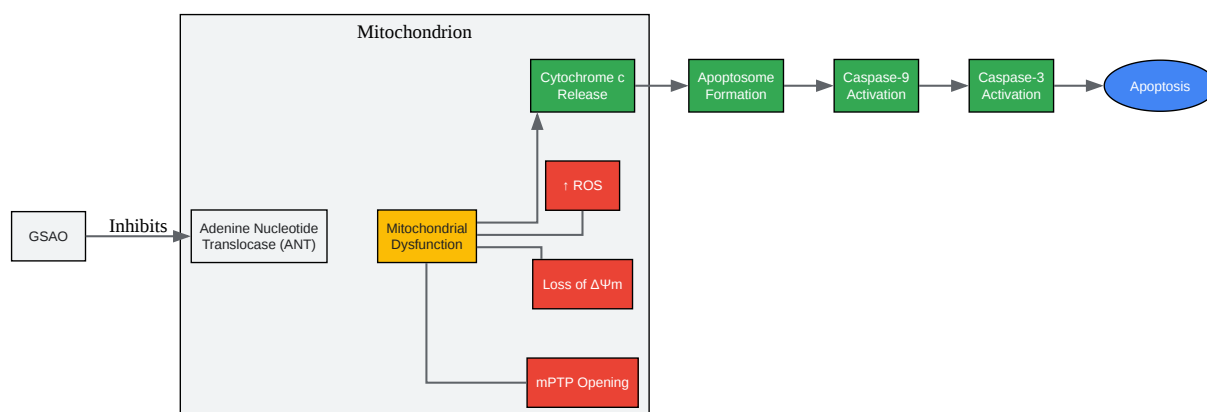 Mitochondrion
Cytochrome c
Release
Apoptosome
Formation
Caspase-9
Activation
Caspase-3
Activation
Apoptosis
↑ ROS
GSAO
Inhibits
Adenine Nucleotide
Translocase (ANT)
Mitochondrial
Dysfunction
Loss of ΔΨm
mPTP Opening